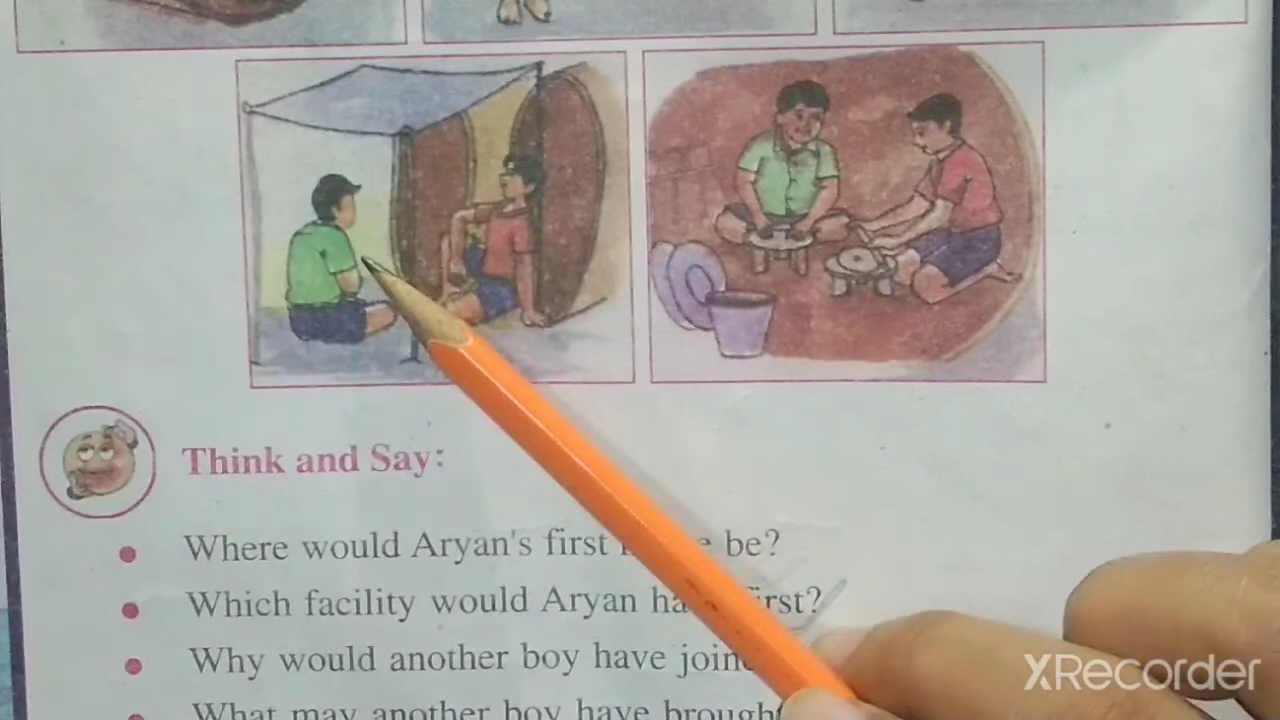 Think and Say:
Where would Aryan's first be?
Which facility would Aryan first?
Why would another boy have
What may another boy have brought
XRecorder